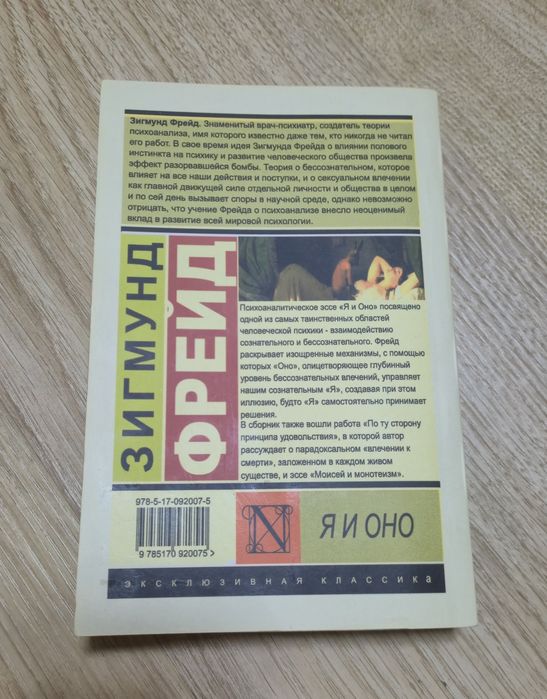 Зигмунд Фрейд. Знаменитый врач-психиатр, создатель теории
психоанализа, имя которого известно даже тем, кто никогда не читал
его работ. В свое время идея Зигмунда Фрейда о влиянии полового
инстинкта на психику и развитие человеческого общества произвела
эффект разорвавшейся бомбы. Теория о бессознательном, которое
влияет на все наши действия и поступки, и о сексуальном влечении
как главной движущей силе отдельной личности и общества в целом
и по сей день вызывает споры в научной среде, однако невозможно
отрицать, что учение Фрейда о психоанализе внесло неоценимый
вклад в развитие всей мировой психологии.
ЗИГМУНД
ФРЕЙД
Психоаналитическое эссе «Я и Оно» посвящено
одной из самых таинственных областей
человеческой психики - взаимодействию
сознательного и бессознательного. Фрейд
раскрывает изощренные механизмы, с помощью
которых «Оно», олицетворяющее глубинный
уровень бессознательных влечений, управляет
нашим сознательным «Я», создавая при этом
иллюзию, будто «Я» самостоятельно принимает
решения.
В сборник также вошли работа «По ту сторону
принципа удовольствия», в которой автор
рассуждает о парадоксальном «влечении к
смерти», заложенном в каждом живом
существе, и эссе «Моисей и монотеизм».
978-5-17-092007-5
9 785170 920075 >
N
Я И ОНО
ЭКСКЛЮЗИВНАЯ КЛАССИКА